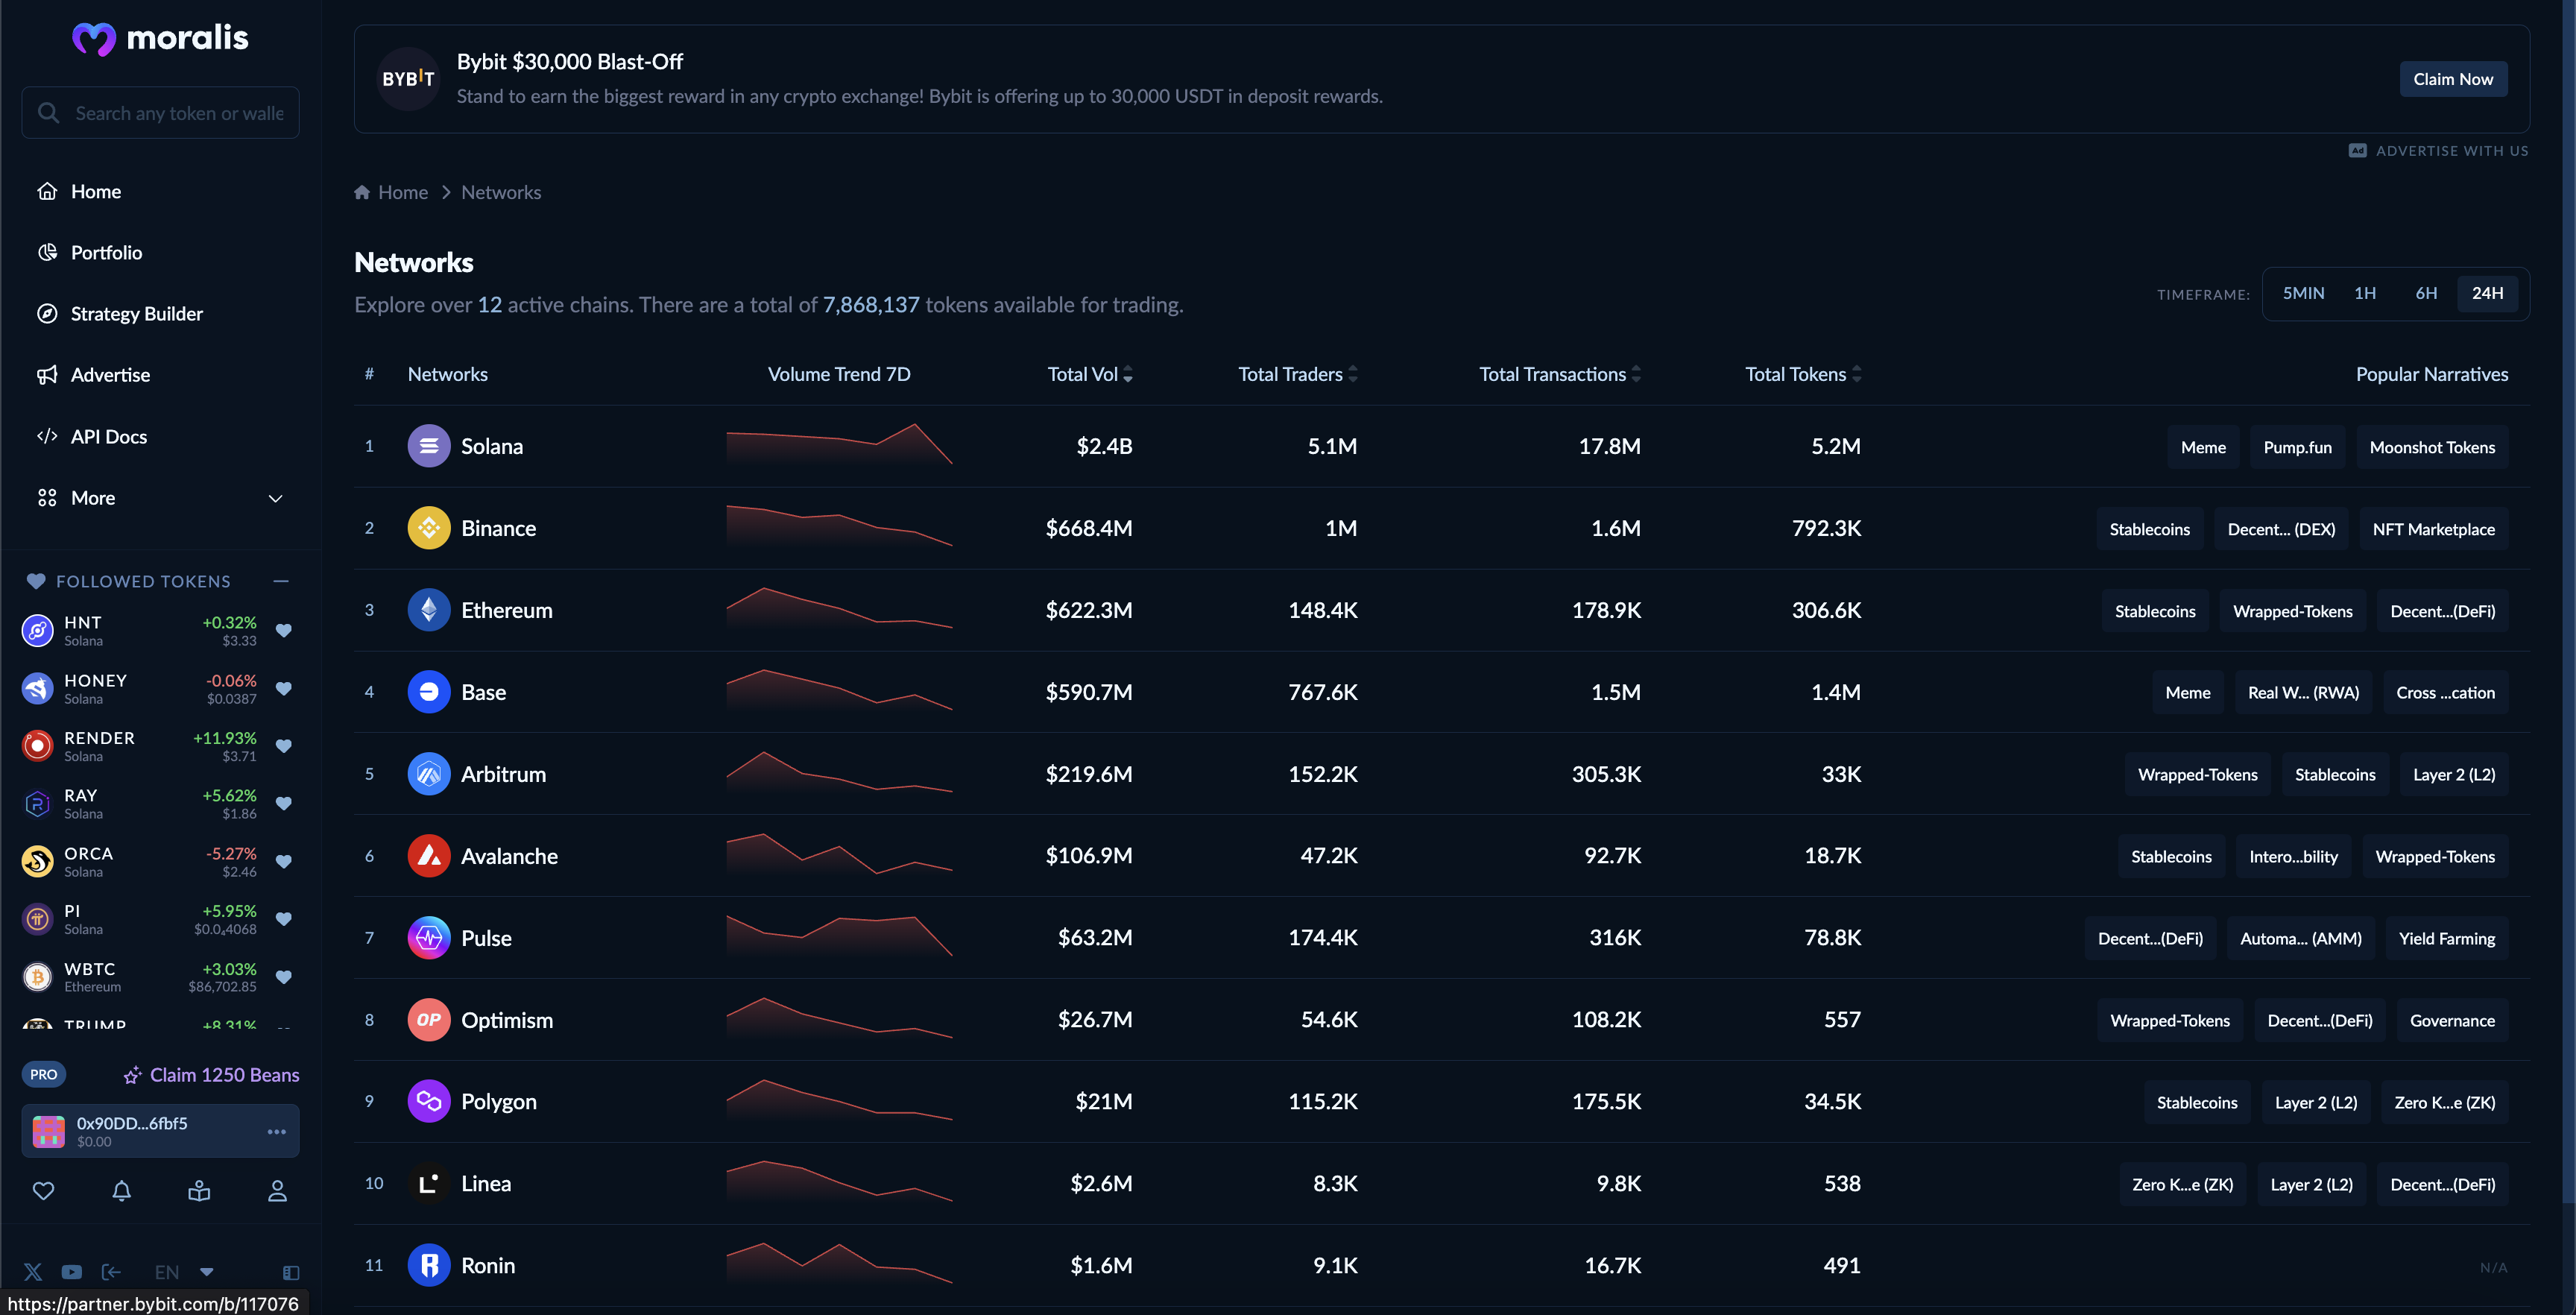 moralis
Search any token or walle
Home
Portfolio
Strategy Builder
Advertise
API Docs
More
FOLLOWED TOKENS
HNT +0.32%
Solana $3.33
HONEY -0.06%
Solana $0.0387
RENDER +11.93%
Solana $3.71
RAY +5.62%
Solana $1.86
ORCA -5.27%
Solana $2.46
PI +5.95%
Solana $0.0₄4068
WBTC +3.03%
Ethereum $86,702.85
TRUMP +8.31%
PRO Claim 1250 Beans
0x90DD...6fbf5
$0.00
EN
https://partner.bybit.com/b/117076
BYBIT
Bybit $30,000 Blast-Off
Stand to earn the biggest reward in any crypto exchange! Bybit is offering up to 30,000 USDT in deposit rewards.
Claim Now
Ad ADVERTISE WITH US
Home > Networks
Networks
Explore over 12 active chains. There are a total of 7,868,137 tokens available for trading.
TIMEFRAME: 5MIN 1H 6H 24H
# Networks Volume Trend 7D Total Vol Total Traders Total Transactions Total Tokens Popular Narratives
1 Solana $2.4B 5.1M 17.8M 5.2M Meme Pump.fun Moonshot Tokens
2 Binance $668.4M 1M 1.6M 792.3K Stablecoins Decent... (DEX) NFT Marketplace
3 Ethereum $622.3M 148.4K 178.9K 306.6K Stablecoins Wrapped-Tokens Decent...(DeFi)
4 Base $590.7M 767.6K 1.5M 1.4M Meme Real W... (RWA) Cross ...cation
5 Arbitrum $219.6M 152.2K 305.3K 33K Wrapped-Tokens Stablecoins Layer 2 (L2)
6 Avalanche $106.9M 47.2K 92.7K 18.7K Stablecoins Intero...bility Wrapped-Tokens
7 Pulse $63.2M 174.4K 316K 78.8K Decent...(DeFi) Automa... (AMM) Yield Farming
8 OP Optimism $26.7M 54.6K 108.2K 557 Wrapped-Tokens Decent...(DeFi) Governance
9 Polygon $21M 115.2K 175.5K 34.5K Stablecoins Layer 2 (L2) Zero K...e (ZK)
10 Linea $2.6M 8.3K 9.8K 538 Zero K...e (ZK) Layer 2 (L2) Decent...(DeFi)
11 Ronin $1.6M 9.1K 16.7K 491 N/A